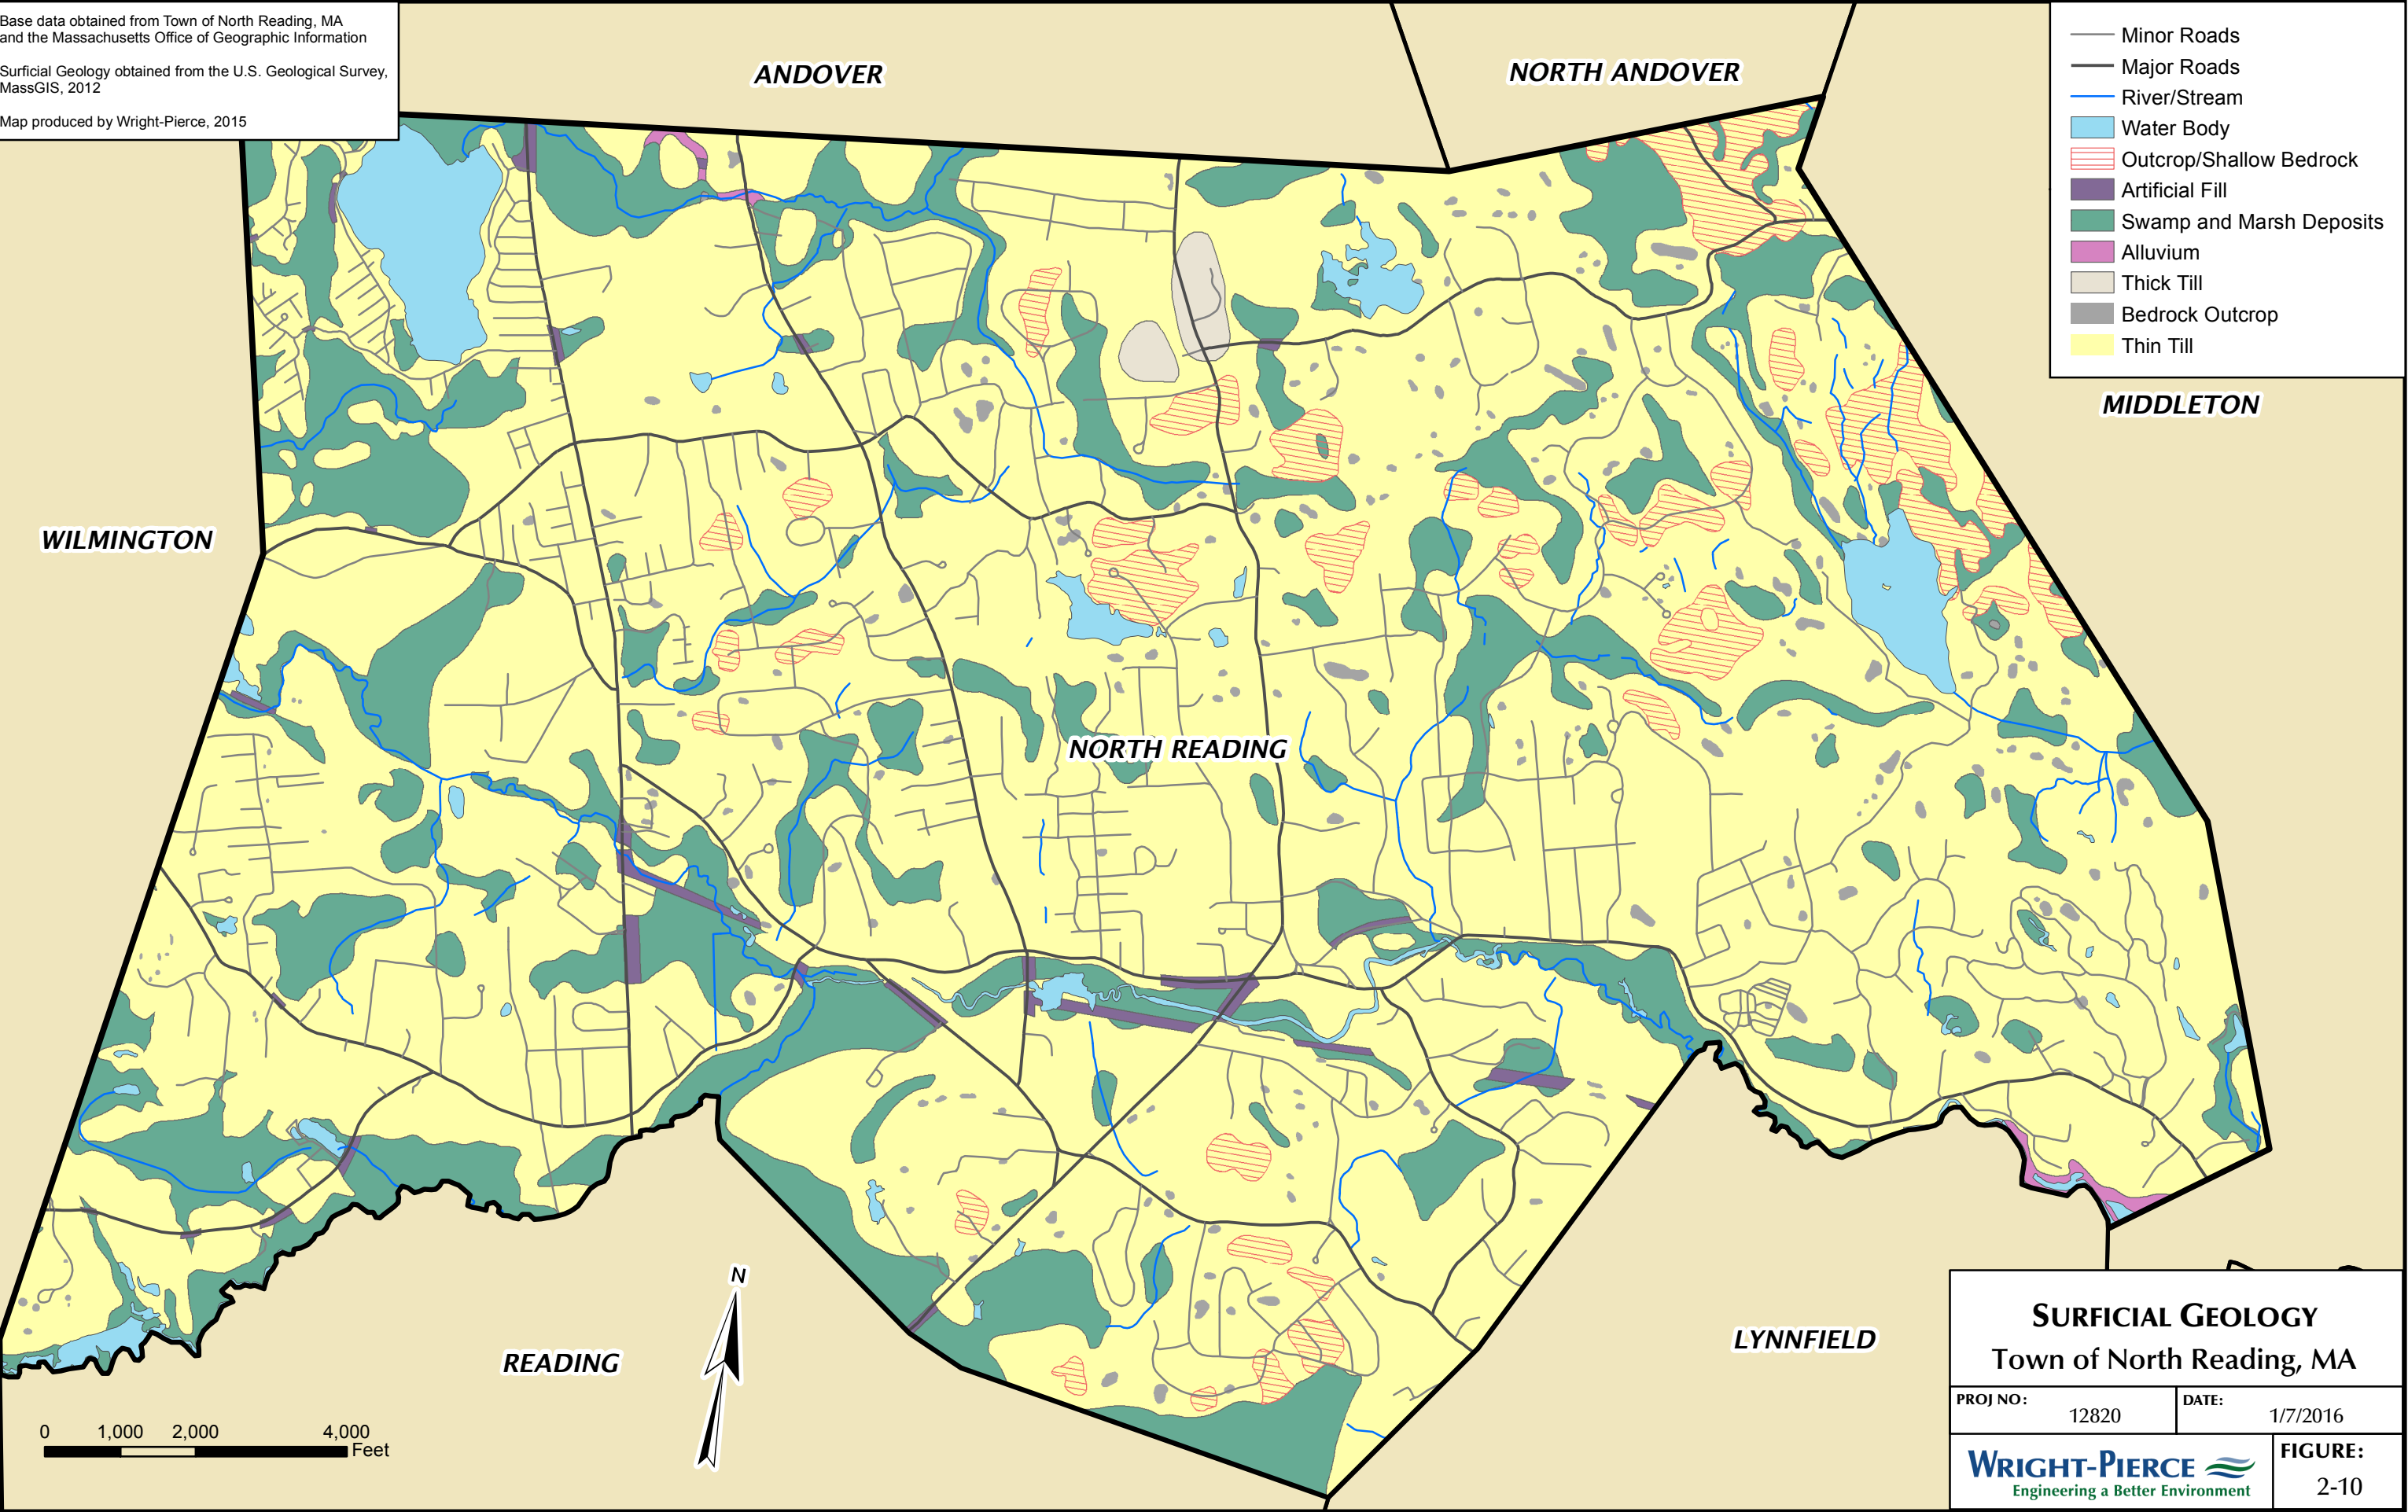 Base data obtained from Town of North Reading, MA
and the Massachusetts Office of Geographic Information
Surficial Geology obtained from the U.S. Geological Survey,
MassGIS, 2012
Map produced by Wright-Pierce, 2015
ANDOVER
NORTH ANDOVER
Minor Roads
Major Roads
River/Stream
Water Body
Outcrop/Shallow Bedrock
Artificial Fill
Swamp and Marsh Deposits
Alluvium
Thick Till
Bedrock Outcrop
Thin Till
MIDDLETON
WILMINGTON
NORTH READING
READING
LYNNFIELD
N
0 1,000 2,000 4,000
Feet
SURFICIAL GEOLOGY
Town of North Reading, MA
PROJ NO: 12820
DATE: 1/7/2016
WRIGHT-PIERCE
Engineering a Better Environment
FIGURE:
2-10